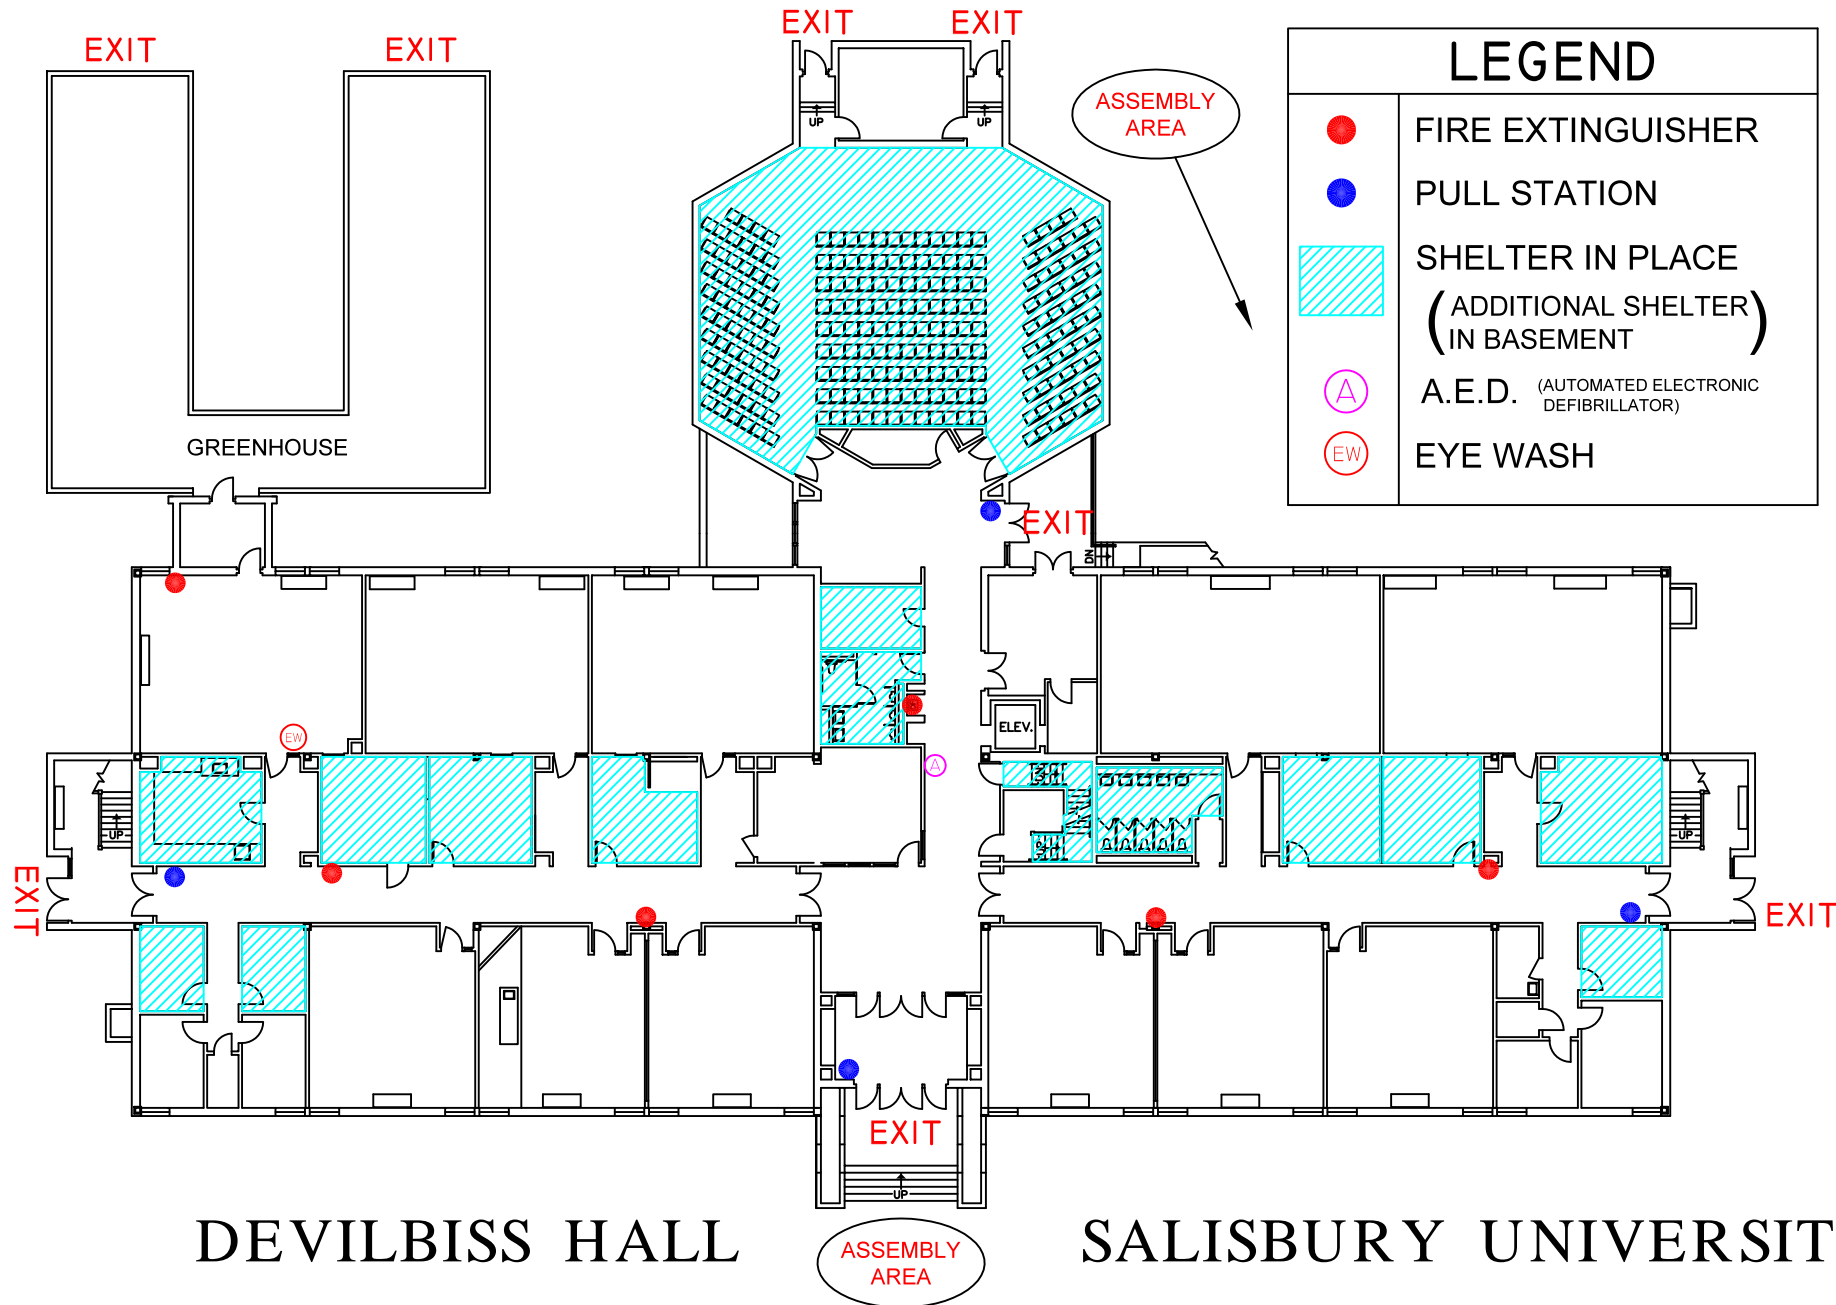 EXIT EXIT
EXIT EXIT
ASSEMBLY
AREA
LEGEND
FIRE EXTINGUISHER
PULL STATION
SHELTER IN PLACE
(ADDITIONAL SHELTER
IN BASEMENT)
A A.E.D. (AUTOMATED ELECTRONIC
DEFIBRILLATOR)
EW EYE WASH
UP UP
GREENHOUSE
EXIT
DN
ELEV.
EW
A
UP
UP
EXIT
EXIT
EXIT
UP
DEVILBISS HALL
SALISBURY UNIVERSIT
ASSEMBLY
AREA